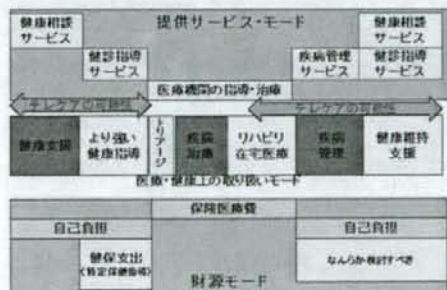 提供サービス・モード
健康相談
サービス
健康相談
サービス
健診指導
サービス
疾病管理
サービス
健診指導
サービス
医療機関の指導・治療
テレケアの可能性
テレケアの可能性
健康支援
より強い
健康指導
トリアージ
疾病
治療
リハビリ
在宅医療
疾病
管理
健康維持
支援
医療・健康上の取り扱いモード
保険医療費
自己負担
自己負担
健保支出
(特定保健指導)
なんらか検討すべき
財源モード